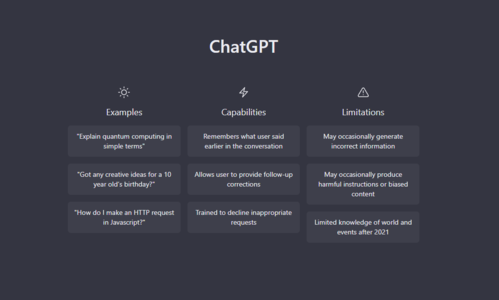 ChatGPT
Examples
"Explain quantum computing in
simple terms"
"Got any creative ideas for a 10
year old's birthday?"
"How do I make an HTTP request
in Javascript?"
Capabilities
Remembers what user said
earlier in the conversation
Allows user to provide follow-up
corrections
Trained to decline inappropriate
requests
Limitations
May occasionally generate
incorrect information
May occasionally produce
harmful instructions or biased
content
Limited knowledge of world and
events after 2021